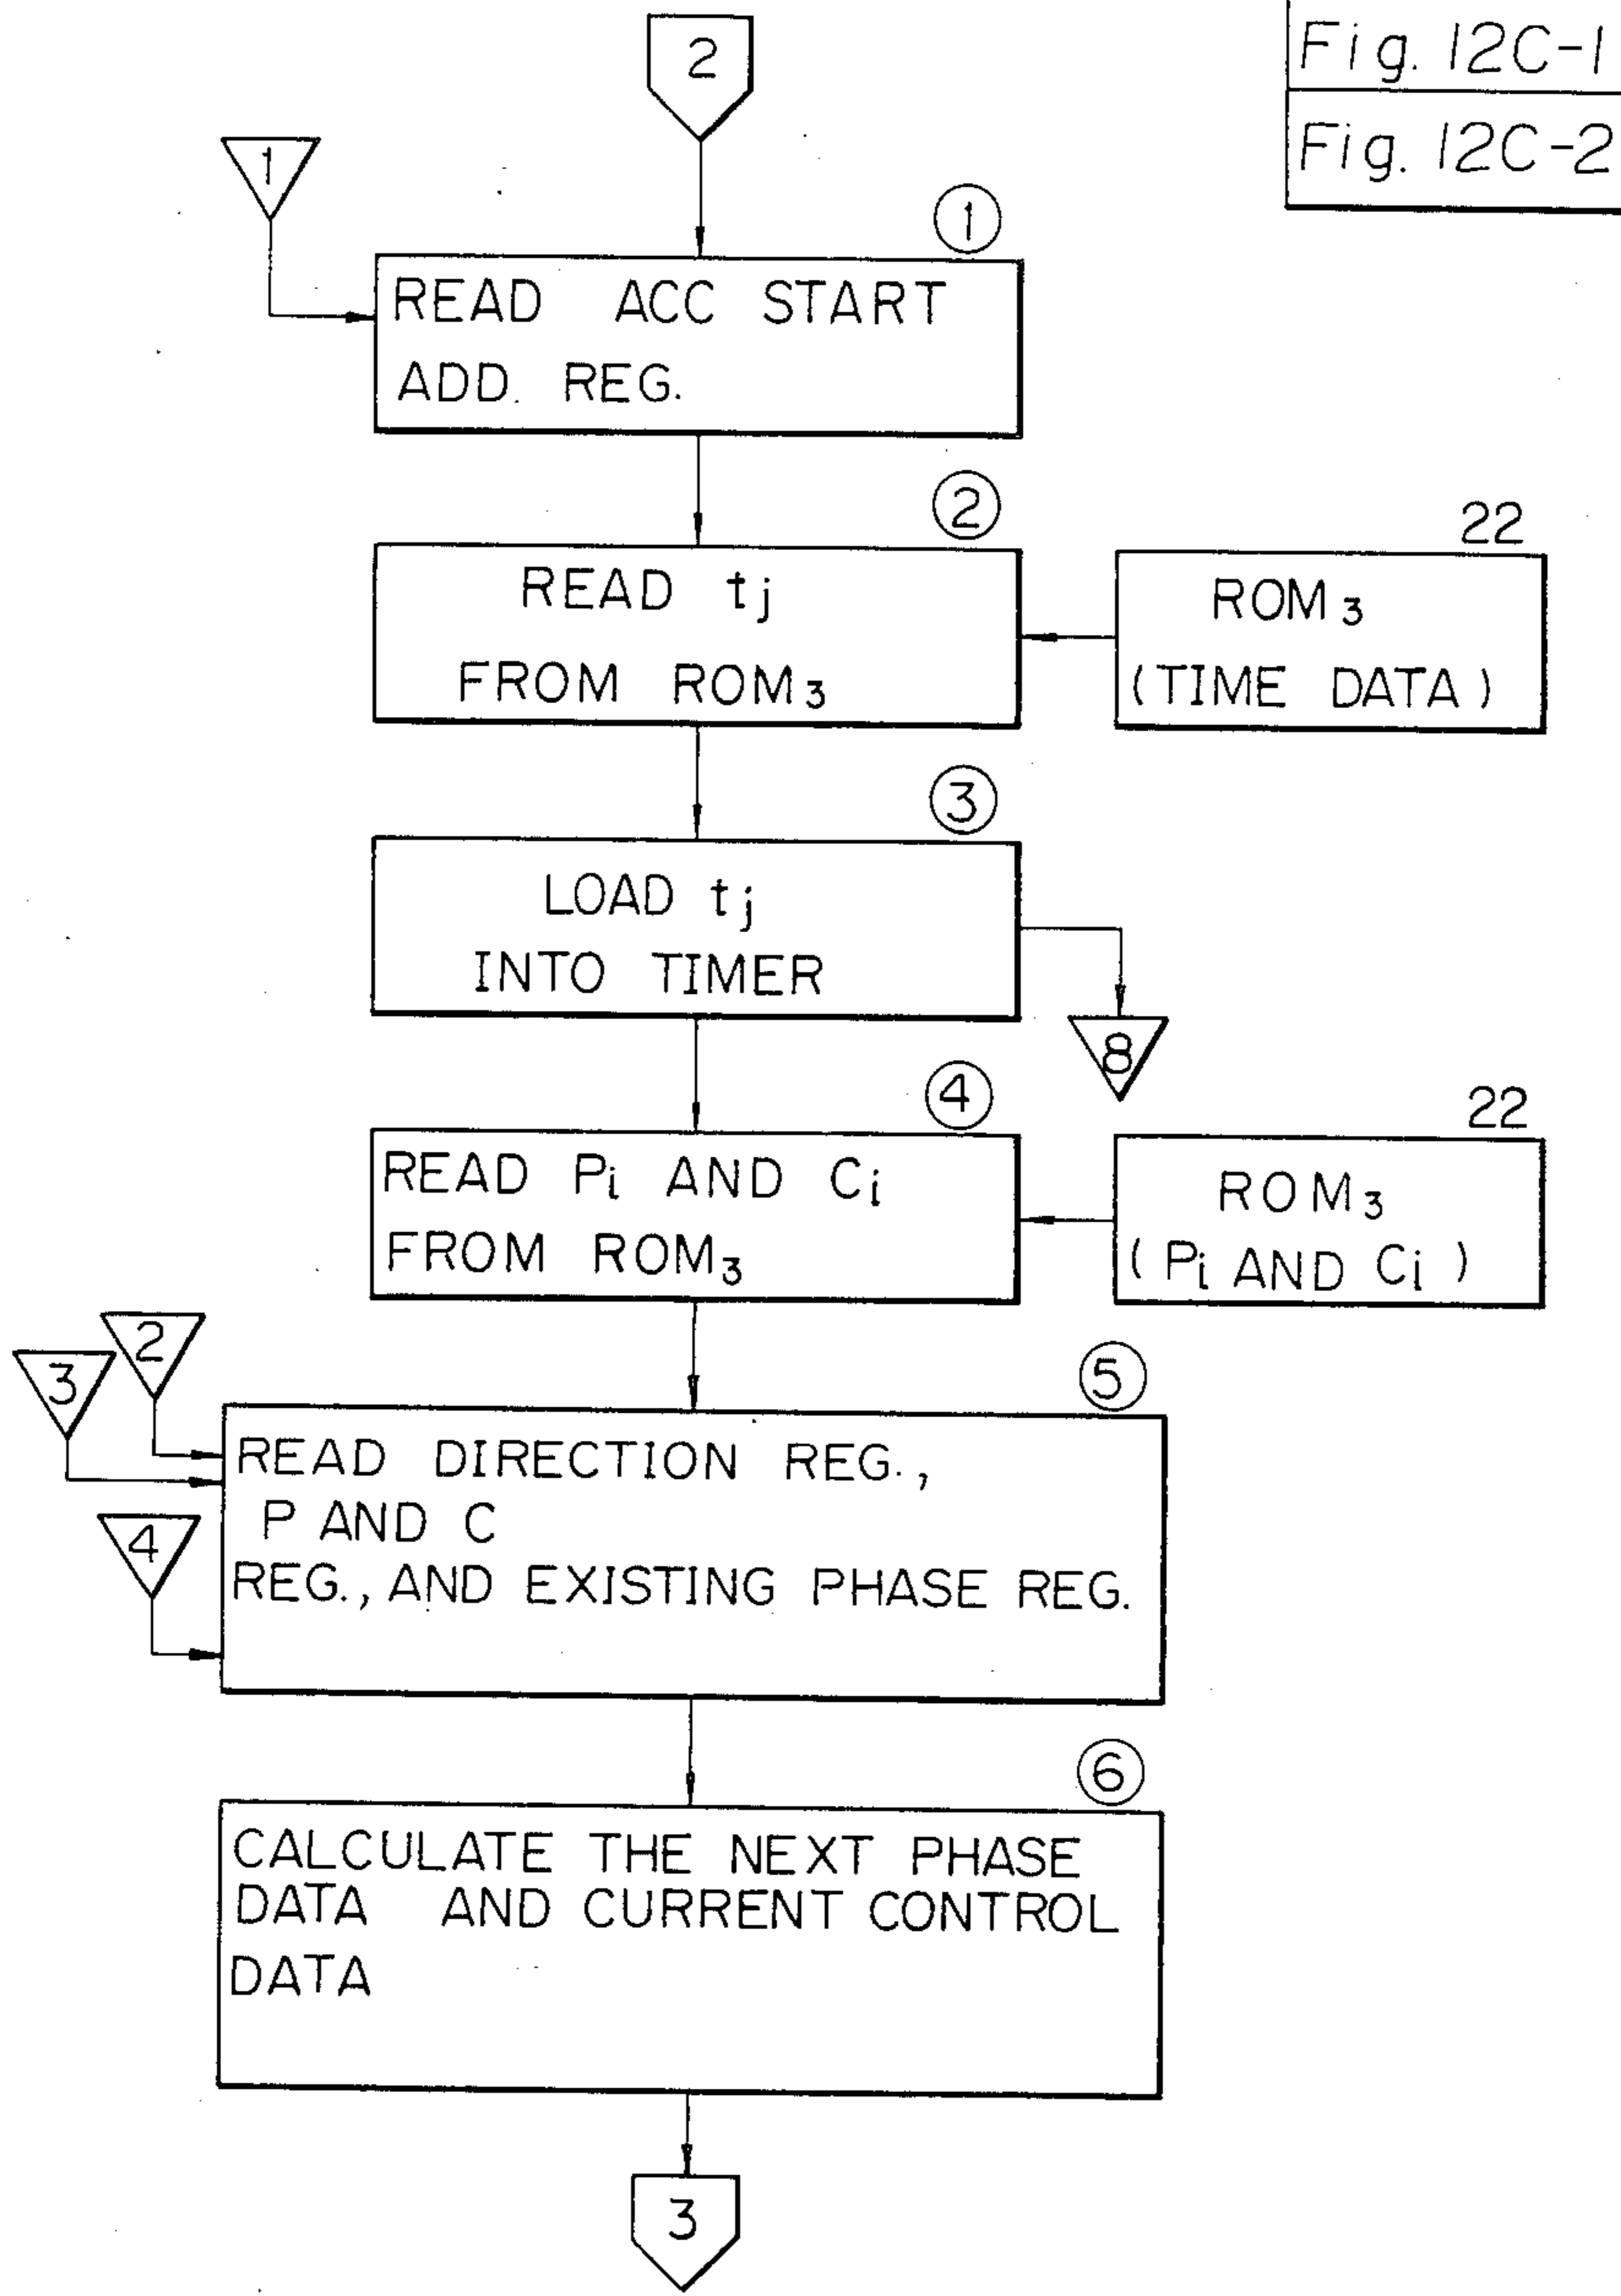 Fig. 12C-1
Fig. 12C-2
2
1
①
READ ACC START
ADD. REG.
②
READ tj
FROM ROM₃
22
ROM₃
(TIME DATA)
③
LOAD tj
INTO TIMER
8
④
READ Pi AND Ci
FROM ROM₃
22
ROM₃
(Pi AND Ci)
2
3
4
⑤
READ DIRECTION REG.,
P AND C
REG., AND EXISTING PHASE REG.
⑥
CALCULATE THE NEXT PHASE
DATA AND CURRENT CONTROL
DATA
3